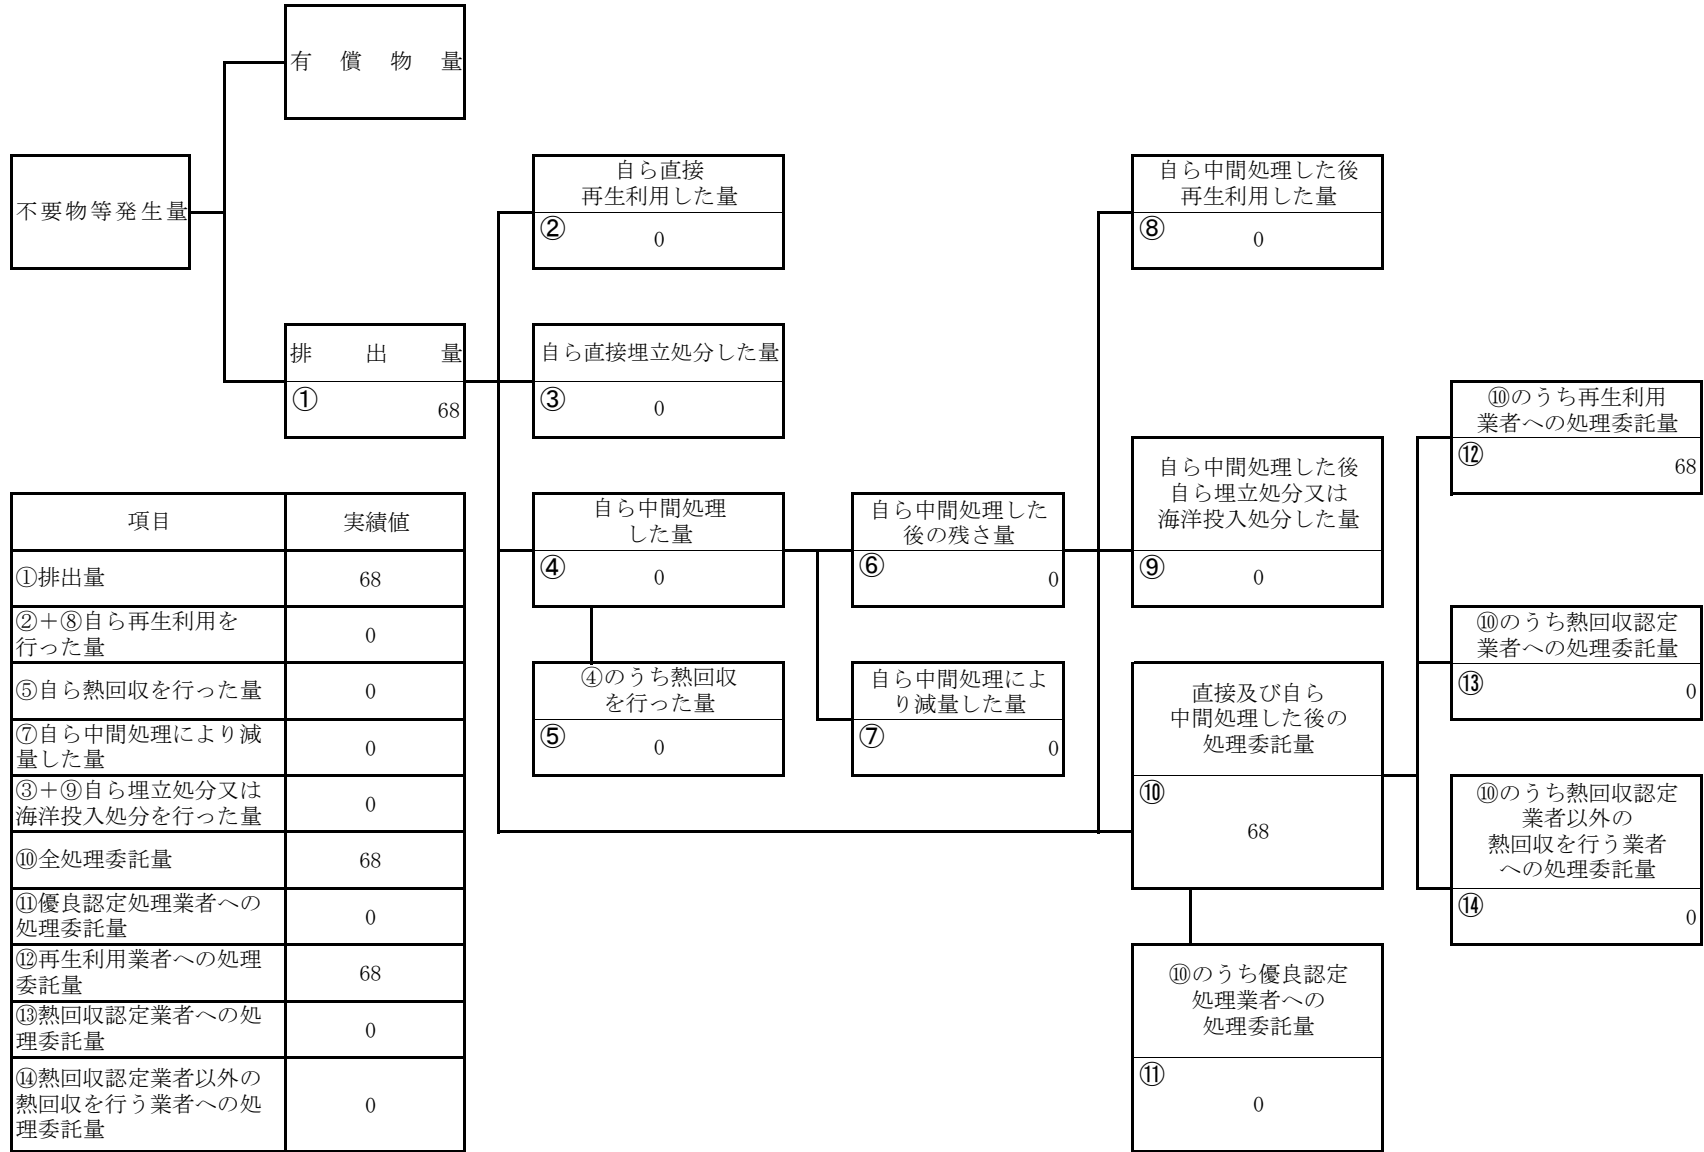 有償物量
不要物等発生量
排出量
①
68
自ら直接
再生利用した量
②
0
自ら直接埋立処分した量
③
0
自ら中間処理
した量
④
0
④のうち熱回収
を行った量
⑤
0
自ら中間処理した
後の残さ量
⑥
0
自ら中間処理によ
り減量した量
⑦
0
自ら中間処理した後
再生利用した量
⑧
0
自ら中間処理した後
自ら埋立処分又は
海洋投入処分した量
⑨
0
直接及び自ら
中間処理した後の
処理委託量
⑩
68
⑩のうち優良認定
処理業者への
処理委託量
⑪
0
⑩のうち再生利用
業者への処理委託量
⑫
68
⑩のうち熱回収認定
業者への処理委託量
⑬
0
⑩のうち熱回収認定
業者以外の
熱回収を行う業者
への処理委託量
⑭
0
項目 実績値
①排出量 68
②＋⑧自ら再生利用を
行った量 0
⑤自ら熱回収を行った量 0
⑦自ら中間処理により減
量した量 0
③＋⑨自ら埋立処分又は
海洋投入処分を行った量 0
⑩全処理委託量 68
⑪優良認定処理業者への
処理委託量 0
⑫再生利用業者への処理
委託量 68
⑬熱回収認定業者への処
理委託量 0
⑭熱回収認定業者以外の
熱回収を行う業者への処
理委託量 0